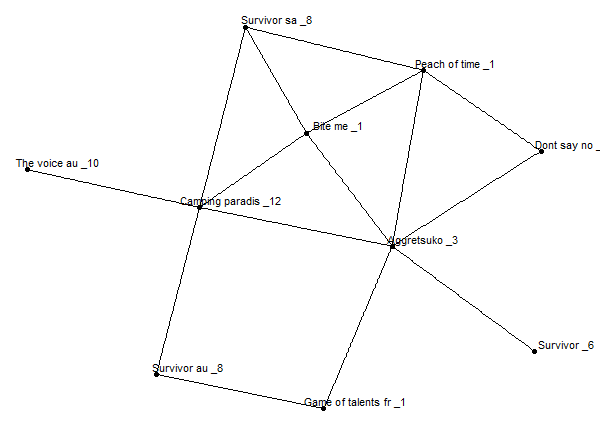 Survivor sa _8
Peach of time _1
Bite me _1
Dont say no _
The voice au _10
Camping paradis _12
Aggretsuko _3
Survivor _6
Survivor au _8
Game of talents fr _1